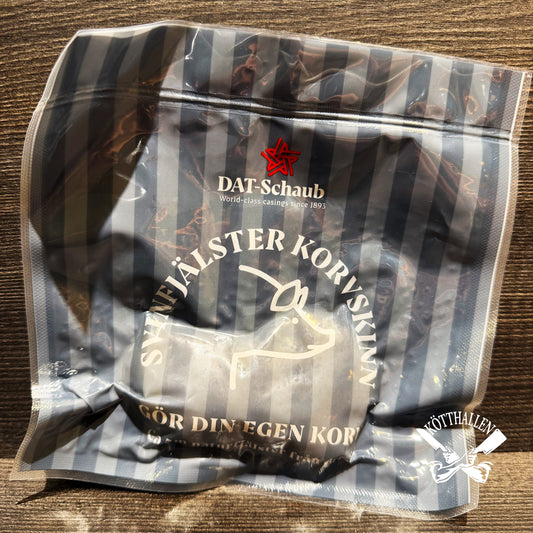 DAT-Schaub
World-class casings since 1893
SVINFJÄLSTER KORVSKINN
GÖR DIN EGEN KORV
KÖTTHALLEN